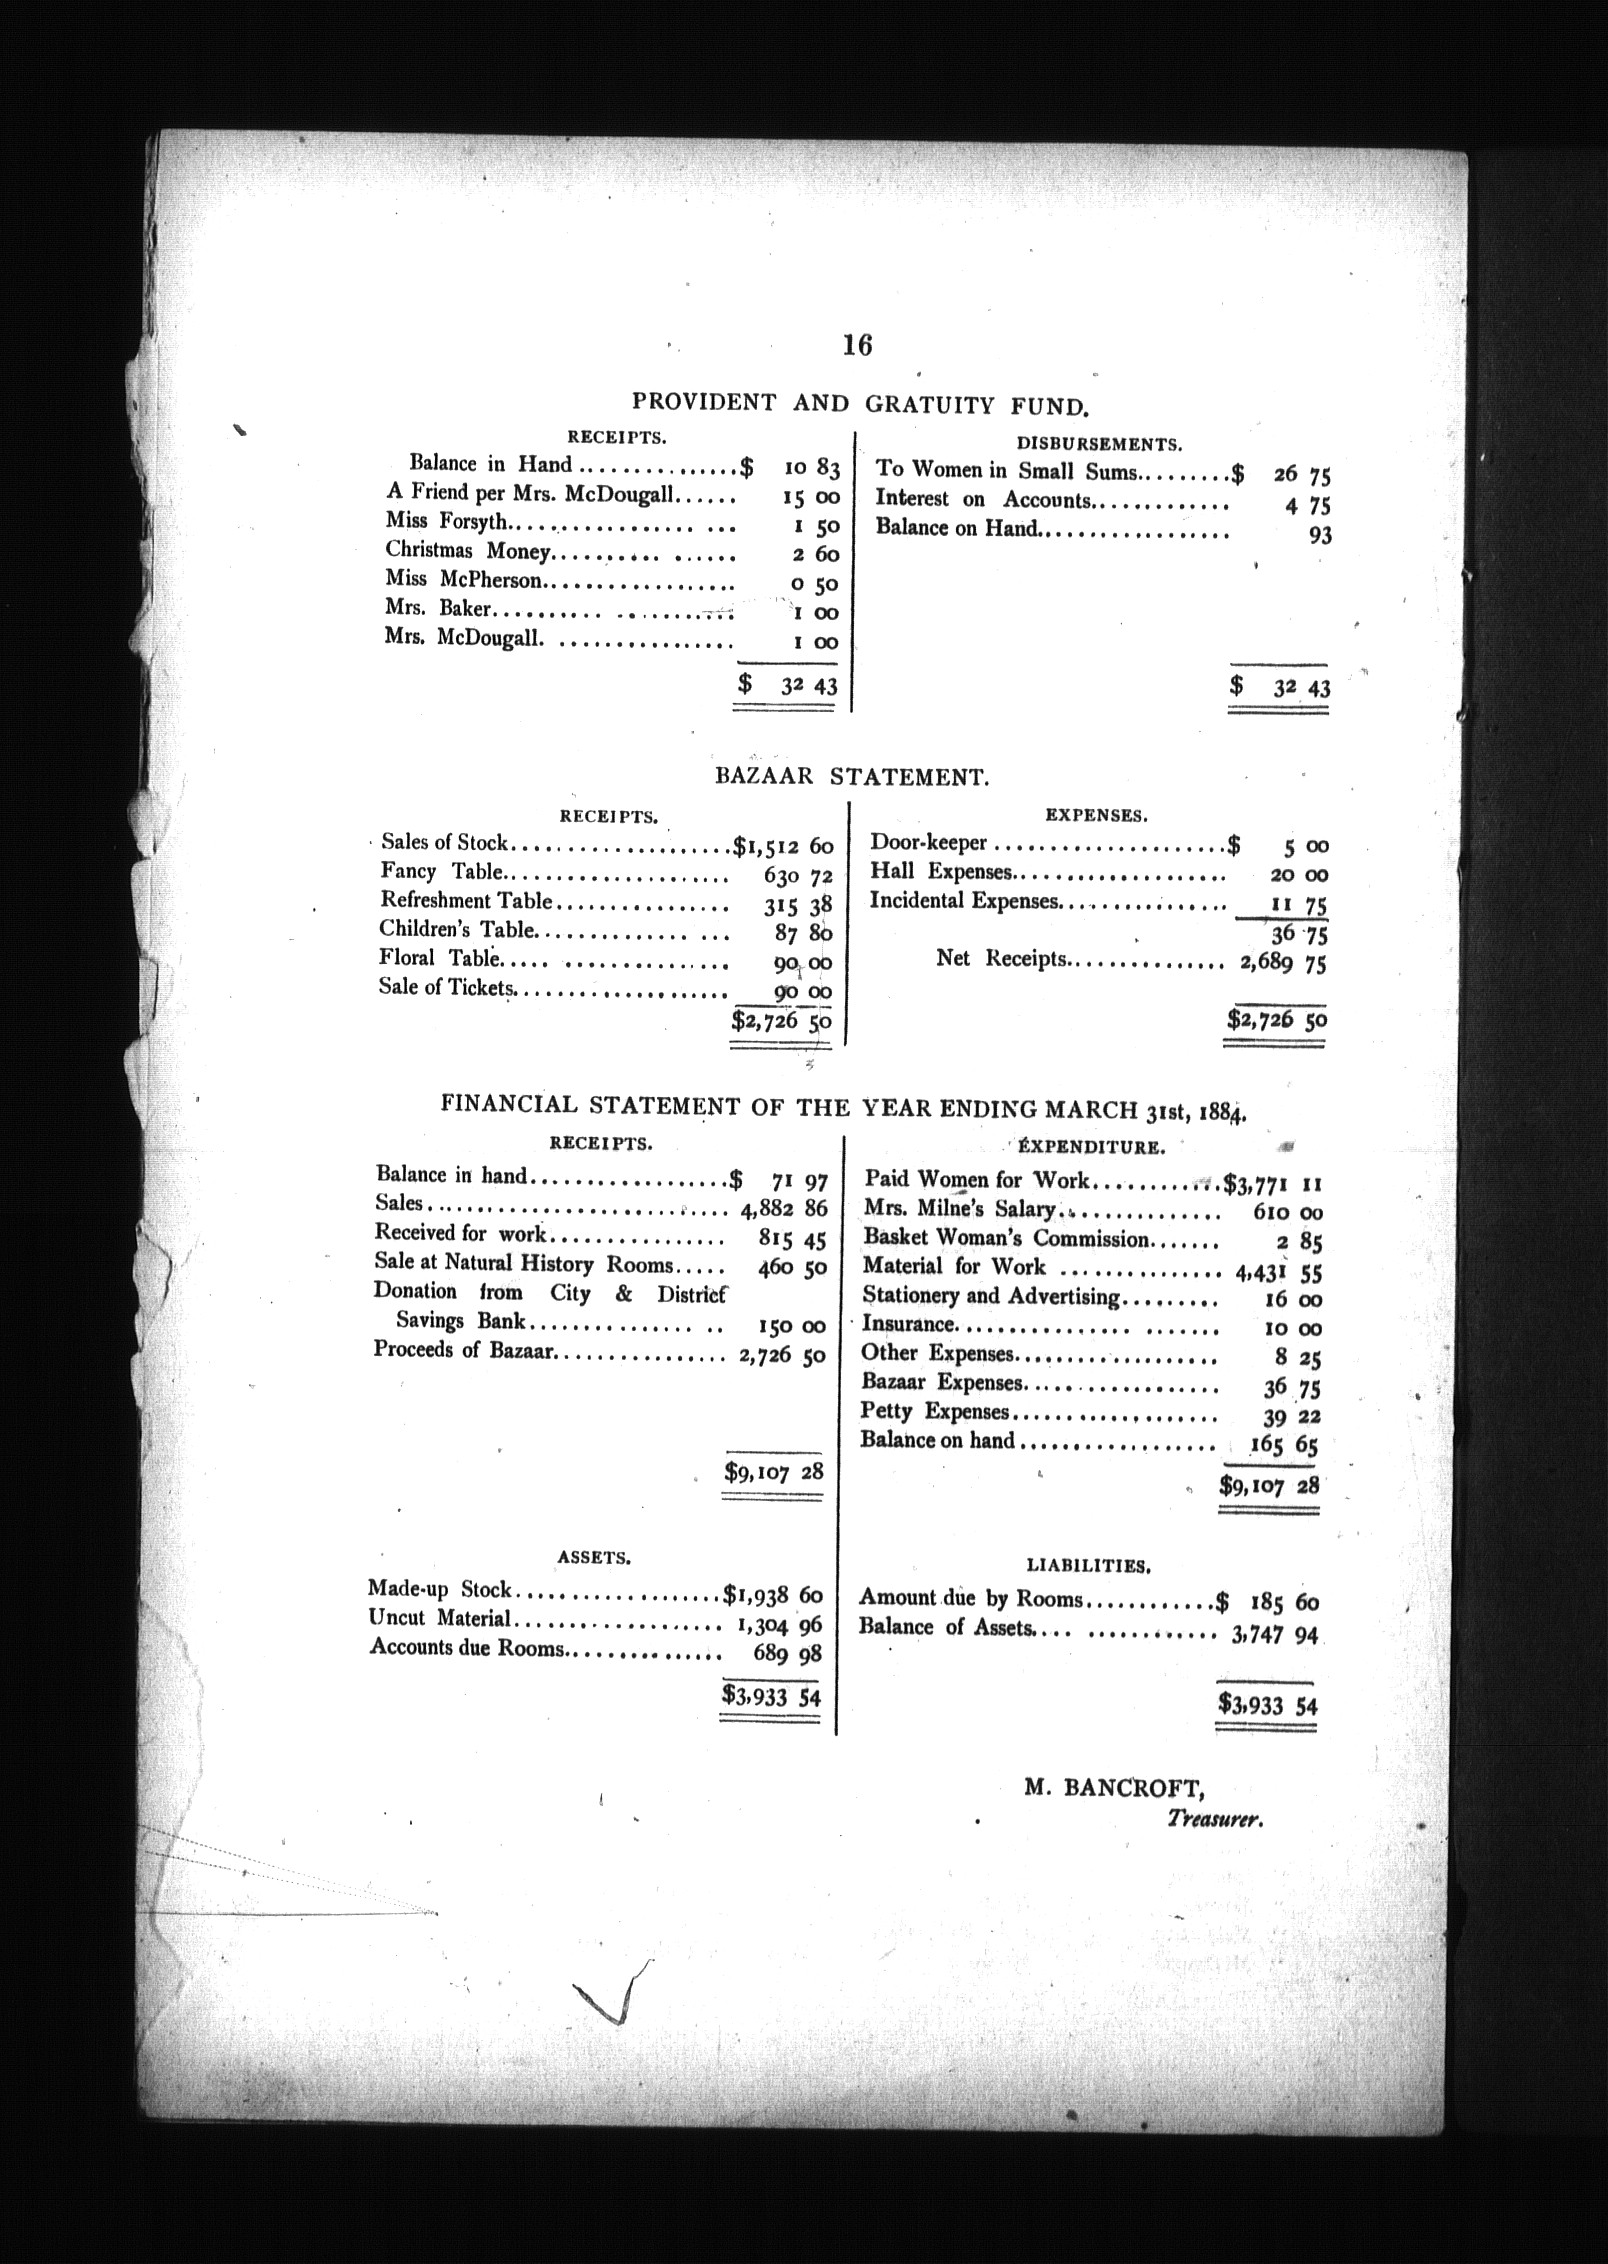 16
PROVIDENT AND GRATUITY FUND.
RECEIPTS.
Balance in Hand ...............$ 10 83
A Friend per Mrs. McDougall...... 15 00
Miss Forsyth................. ... 1 50
Christmas Money.......... ...... 2 60
Miss McPherson.................. 0 50
Mrs. Baker.......... ........... 1 00
Mrs. McDougall. ................ 1 00
$ 32 43
DISBURSEMENTS.
To Women in Small Sums.........$ 26 75
Interest on Accounts............. 4 75
Balance on Hand.................. 93
$ 32 43
BAZAAR STATEMENT.
RECEIPTS.
Sales of Stock.....................$1,512 60
Fancy Table..................... 630 72
Refreshment Table................ 315 38
Children's Table.............. ... 87 80
Floral Table..... ............... 90 00
Sale of Tickets.................... 90 00
$2,726 50
3
EXPENSES.
Door-keeper .....................$ 5 00
Hall Expenses.................... 20 00
Incidental Expenses................ 11 75
36 75
Net Receipts............... 2,689 75
$2,726 50
FINANCIAL STATEMENT OF THE YEAR ENDING MARCH 31st, 1884.
RECEIPTS.
Balance in hand..................$ 71 97
Sales............................ 4,882 86
Received for work................ 815 45
Sale at Natural History Rooms..... 460 50
Donation from City & District
Savings Bank............... .. 150 00
Proceeds of Bazaar................ 2,726 50
$9,107 28
EXPENDITURE.
Paid Women for Work............$3,771 11
Mrs. Milne's Salary............... 610 00
Basket Woman's Commission....... 2 85
Material for Work ............... 4,431 55
Stationery and Advertising......... 16 00
Insurance................ ....... 10 00
Other Expenses................... 8 25
Bazaar Expenses................... 36 75
Petty Expenses.................... 39 22
Balance on hand................... 165 65
$9,107 28
ASSETS.
Made-up Stock...................$1,938 60
Uncut Material.................... 1,304 96
Accounts due Rooms............... 689 98
$3,933 54
LIABILITIES.
Amount due by Rooms............$ 185 60
Balance of Assets.... ............ 3,747 94
$3,933 54
M. BANCROFT,
Treasurer.